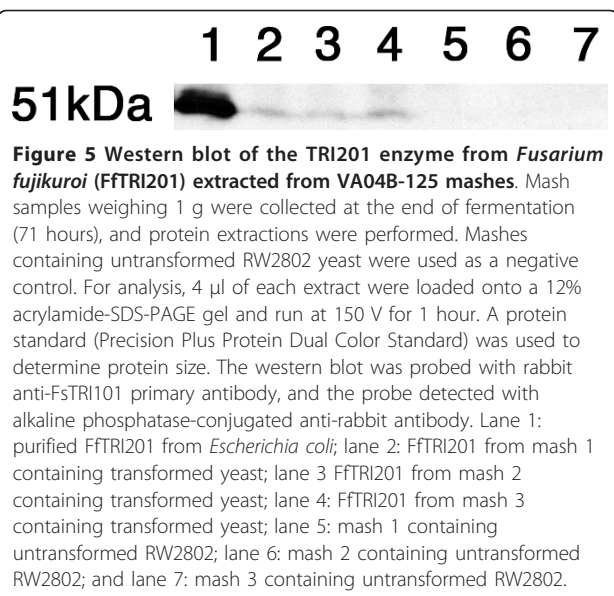 1 2 3 4 5 6 7
51kDa
Figure 5 Western blot of the TRI201 enzyme from Fusarium
fujikuroi (FfTRI201) extracted from VA04B-125 mashes. Mash
samples weighing 1 g were collected at the end of fermentation
(71 hours), and protein extractions were performed. Mashes
containing untransformed RW2802 yeast were used as a negative
control. For analysis, 4 μl of each extract were loaded onto a 12%
acrylamide-SDS-PAGE gel and run at 150 V for 1 hour. A protein
standard (Precision Plus Protein Dual Color Standard) was used to
determine protein size. The western blot was probed with rabbit
anti-FsTRI101 primary antibody, and the probe detected with
alkaline phosphatase-conjugated anti-rabbit antibody. Lane 1:
purified FfTRI201 from Escherichia coli; lane 2: FfTRI201 from mash 1
containing transformed yeast; lane 3 FfTRI201 from mash 2
containing transformed yeast; lane 4: FfTRI201 from mash 3
containing transformed yeast; lane 5: mash 1 containing
untransformed RW2802; lane 6: mash 2 containing untransformed
RW2802; and lane 7: mash 3 containing untransformed RW2802.